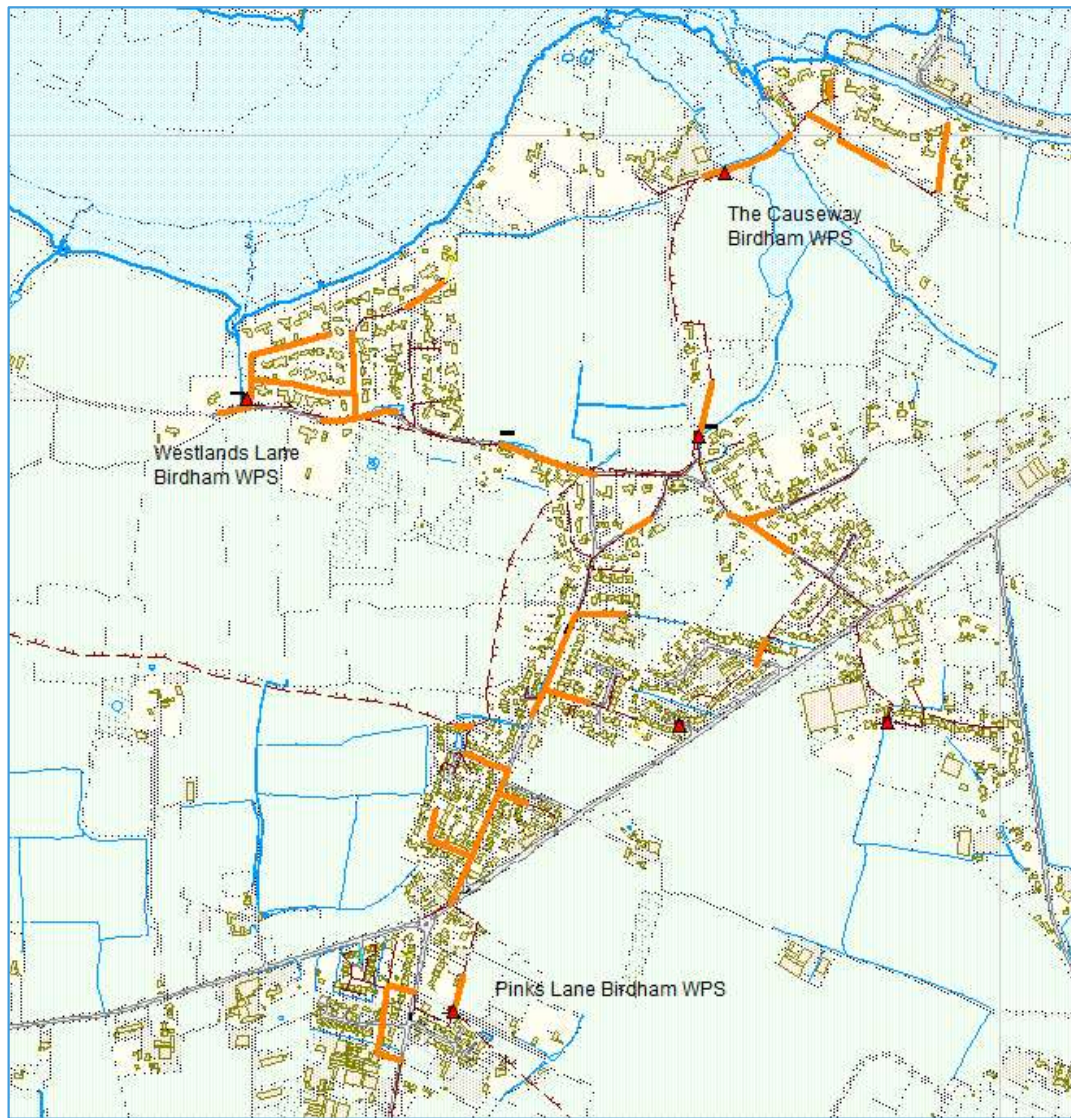 The Causeway
Birdham WPS
Westlands Lane
Birdham WPS
Pinks Lane Birdham WPS